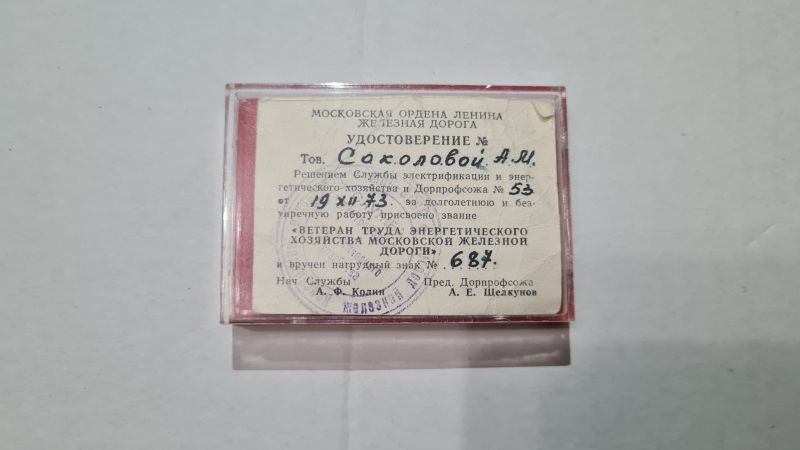 МОСКОВСКАЯ ОРДЕНА ЛЕНИНА
ЖЕЛЕЗНАЯ ДОРОГА
УДОСТОВЕРЕНИЕ №
Тов. Соколовой А.М.
Решением Службы электрификации и энер-
гетического хозяйства и Дорпрофсожа № 53
от 19 XII 73. за долголетнюю и без-
упречную работу присвоено звание
«ВЕТЕРАН ТРУДА ЭНЕРГЕТИЧЕСКОГО
ХОЗЯЙСТВА МОСКОВСКОЙ ЖЕЛЕЗНОЙ
ДОРОГИ»
и вручен нагрудный знак № 687.
Нач. Службы Пред. Дорпрофсожа
А. Ф. Колин А. Е. Щелкунов
железной